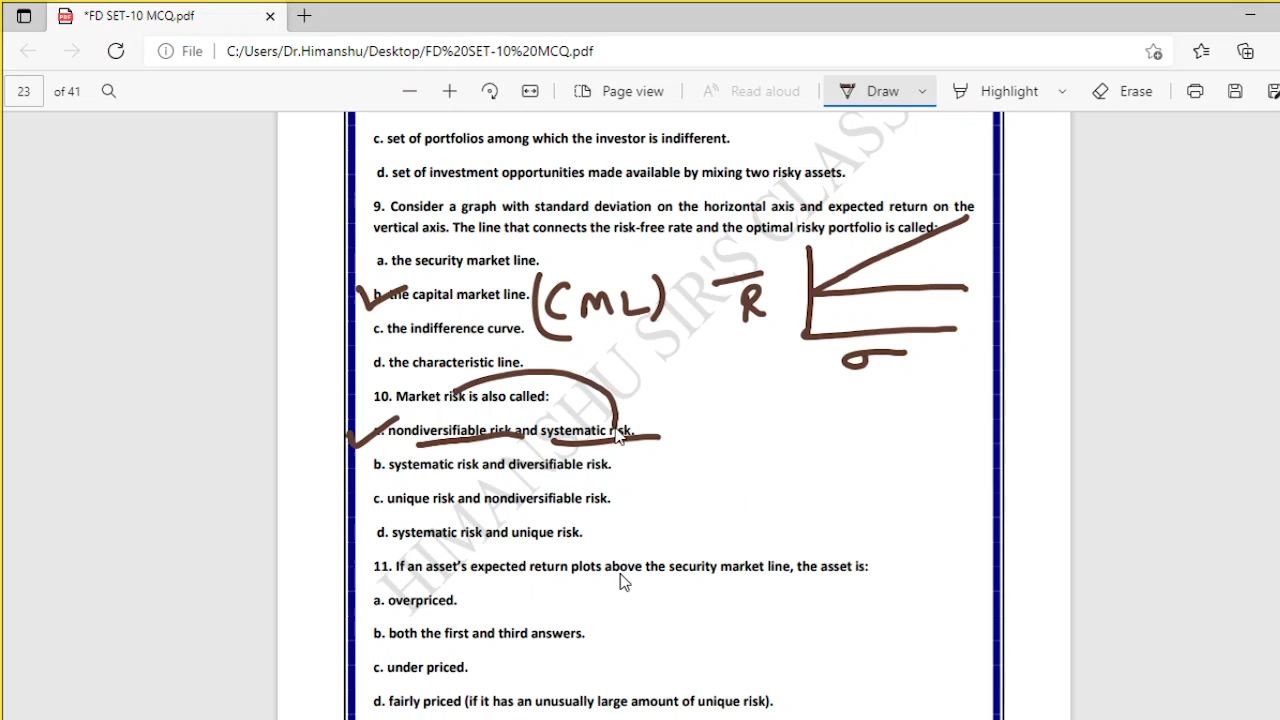 *FD SET-10 MCQ.pdf
File
C:/Users/Dr.Himanshu/Desktop/FD%20SET-10%20MCQ.pdf
23 of 41
Page view
Read aloud
Draw
Highlight
Erase
c. set of portfolios among which the investor is indifferent.
d. set of investment opportunities made available by mixing two risky assets.
9. Consider a graph with standard deviation on the horizontal axis and expected return on the
vertical axis. The line that connects the risk-free rate and the optimal risky portfolio is called:
a. the security market line.
b. the capital market line. (CML) R
c. the indifference curve.
σ
d. the characteristic line.
10. Market risk is also called:
a. nondiversifiable risk and systematic risk.
b. systematic risk and diversifiable risk.
c. unique risk and nondiversifiable risk.
d. systematic risk and unique risk.
11. If an asset's expected return plots above the security market line, the asset is:
a. overpriced.
b. both the first and third answers.
c. under priced.
d. fairly priced (if it has an unusually large amount of unique risk).
HIMANSHU SIR'S CLASS